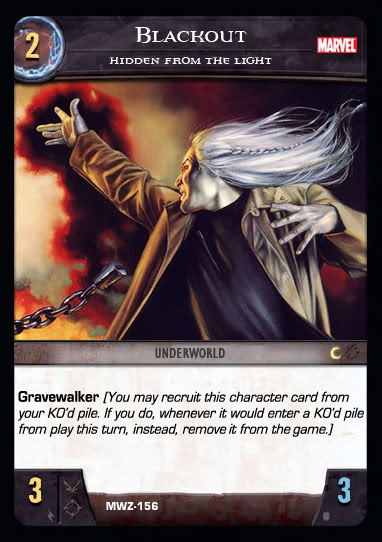 2
BLACKOUT
HIDDEN FROM THE LIGHT
MARVEL
UNDERWORLD
C
Gravewalker [You may recruit this character card from
your KO'd pile. If you do, whenever it would enter a KO'd pile
from play this turn, instead, remove it from the game.]
3
MWZ-156
3